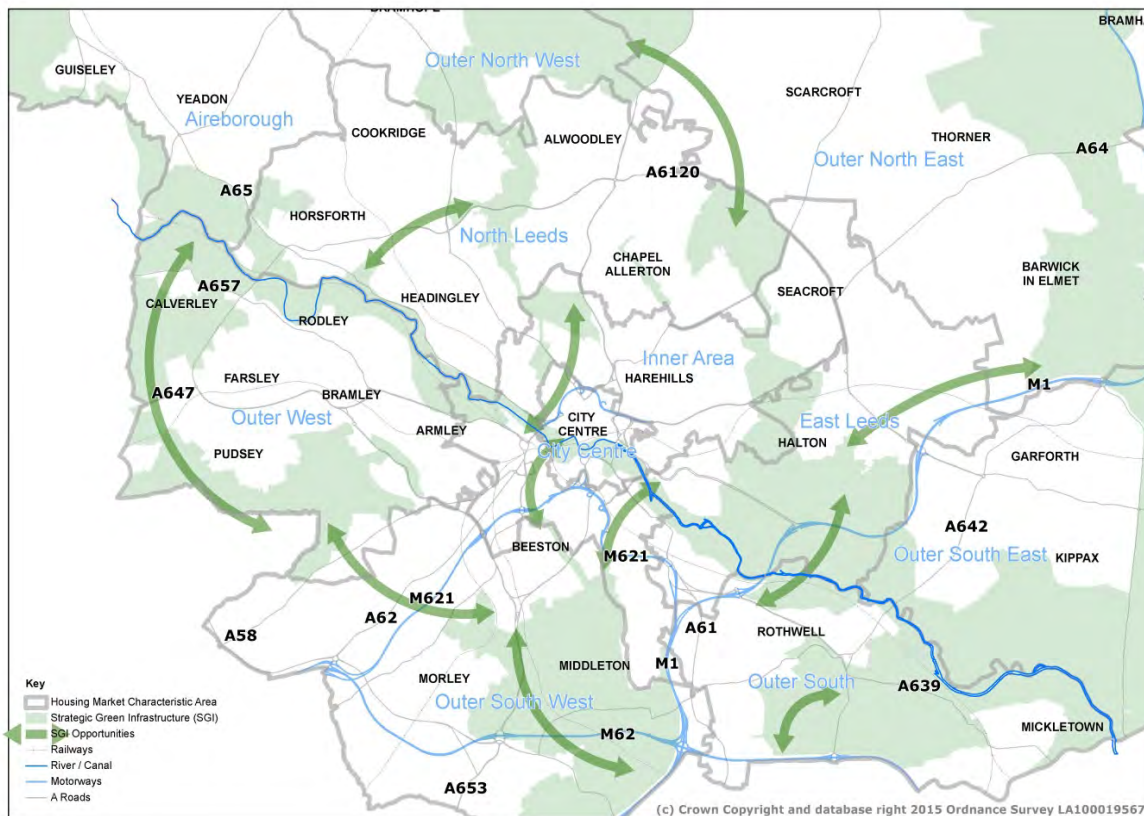 BRAMHOPE
BRAMHA
Outer North West
GUISELEY
YEADON
SCARCROFT
Aireborough
COOKRIDGE
ALWOODLEY
THORNER
A64
Outer North East
A6120
A65
HORSFORTH
North Leeds
CHAPEL
ALLERTON
BARWICK
IN ELMET
A657
SEACROFT
CALVERLEY
HEADINGLEY
RODLEY
Inner Area
FARSLEY
HAREHILLS
M1
A647
BRAMLEY
Outer West
CITY
CENTRE
East Leeds
ARMLEY
HALTON
City Centre
PUDSEY
GARFORTH
A642
BEESTON
M621
Outer South East
KIPPAX
M621
A62
A61
A58
ROTHWELL
MIDDLETON
M1
MORLEY
Outer South
A639
Outer South West
MICKLETOWN
M62
A653
Key
Housing Market Characteristic Area
Strategic Green Infrastructure (SGI)
SGI Opportunities
Railways
River / Canal
Motorways
A Roads
(c) Crown Copyright and database right 2015 Ordnance Survey LA100019567